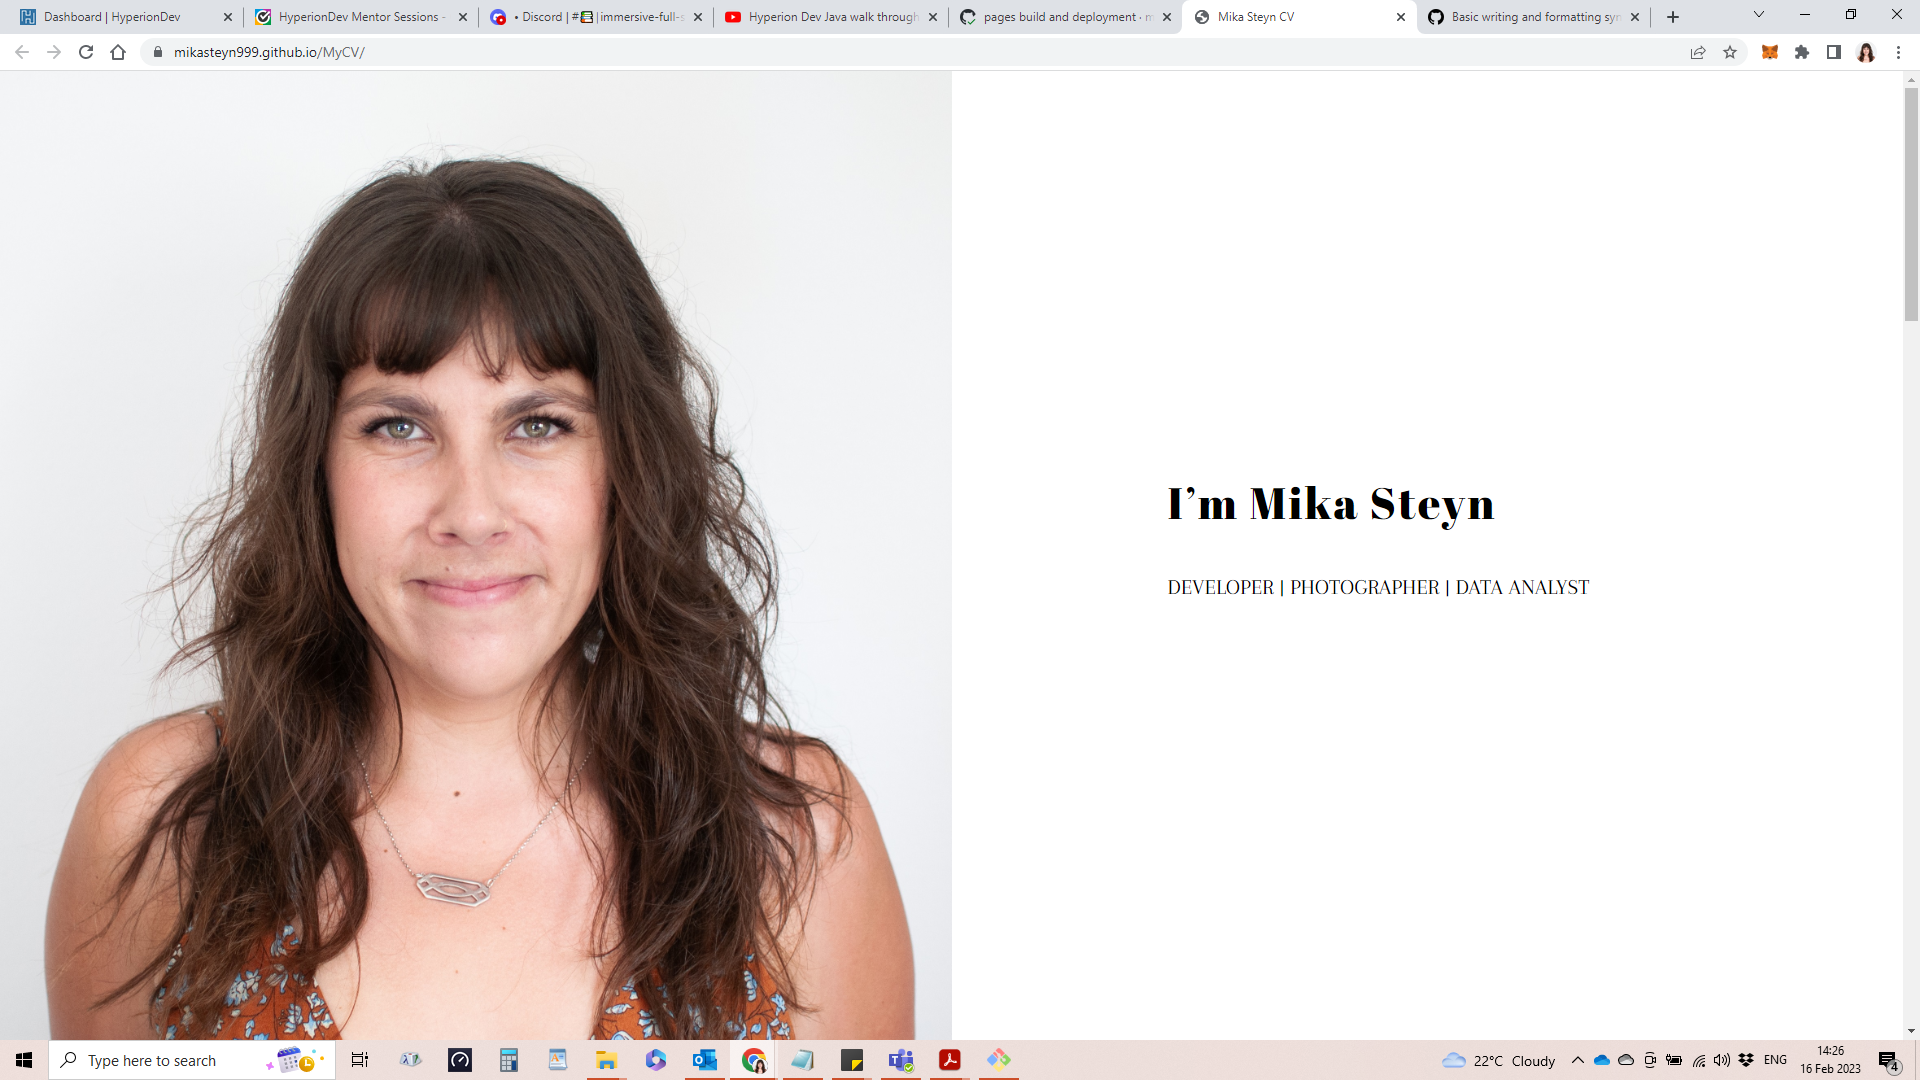 Dashboard | HyperionDev
HyperionDev Mentor Sessions -
• Discord | #📚|immersive-full-s
Hyperion Dev Java walk through
pages build and deployment · m
Mika Steyn CV
Basic writing and formatting syn
mikasteyn999.github.io/MyCV/
I’m Mika Steyn
DEVELOPER | PHOTOGRAPHER | DATA ANALYST
Type here to search
22°C Cloudy
ENG
14:26
16 Feb 2023
4